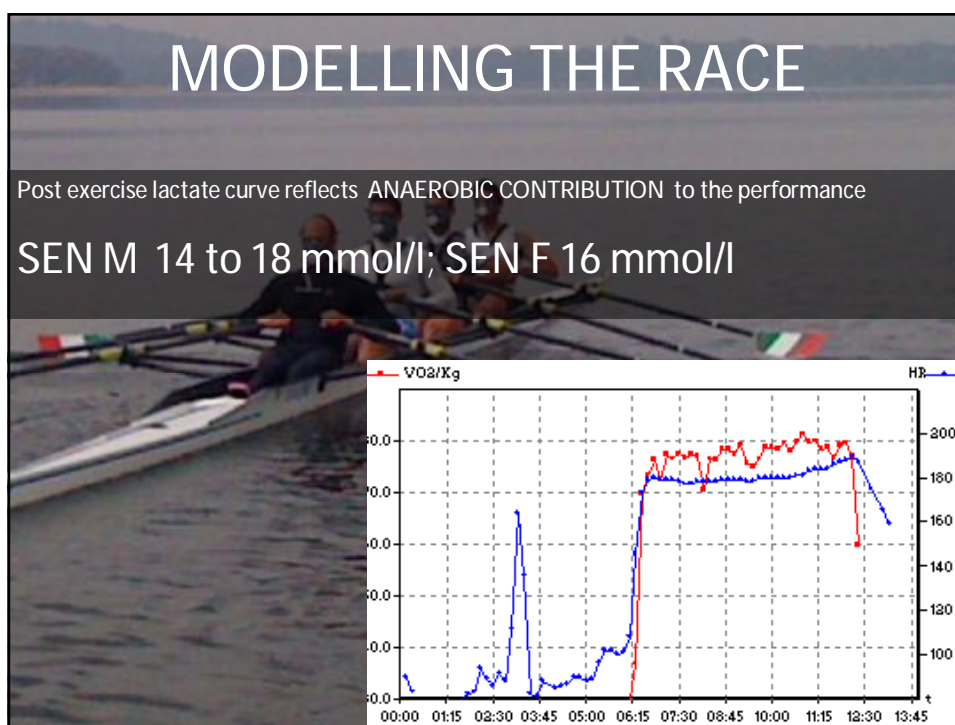 MODELLING THE RACE
Post exercise lactate curve reflects ANAEROBIC CONTRIBUTION to the performance
SEN M 14 to 18 mmol/l; SEN F 16 mmol/l
VO2/Kg HR
200
180
160
140
120
100
t
00:00 01:15 02:30 03:45 05:00 06:15 07:30 08:45 10:00 11:15 12:30 13:45